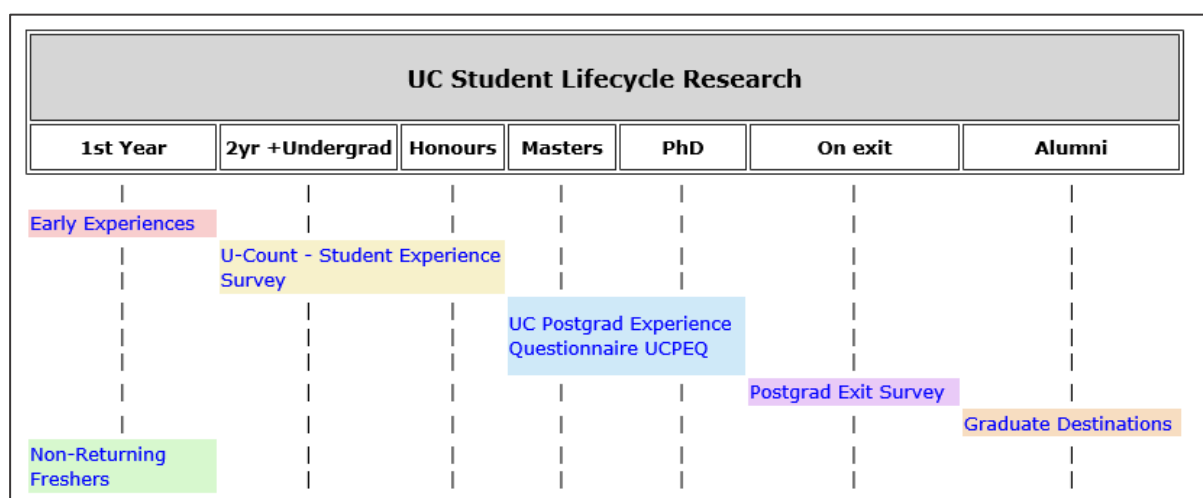 UC Student Lifecycle Research
1st Year 2yr +Undergrad Honours Masters PhD On exit Alumni
Early Experiences
U-Count - Student Experience
Survey
UC Postgrad Experience
Questionnaire UCPEQ
Postgrad Exit Survey
Graduate Destinations
Non-Returning
Freshers